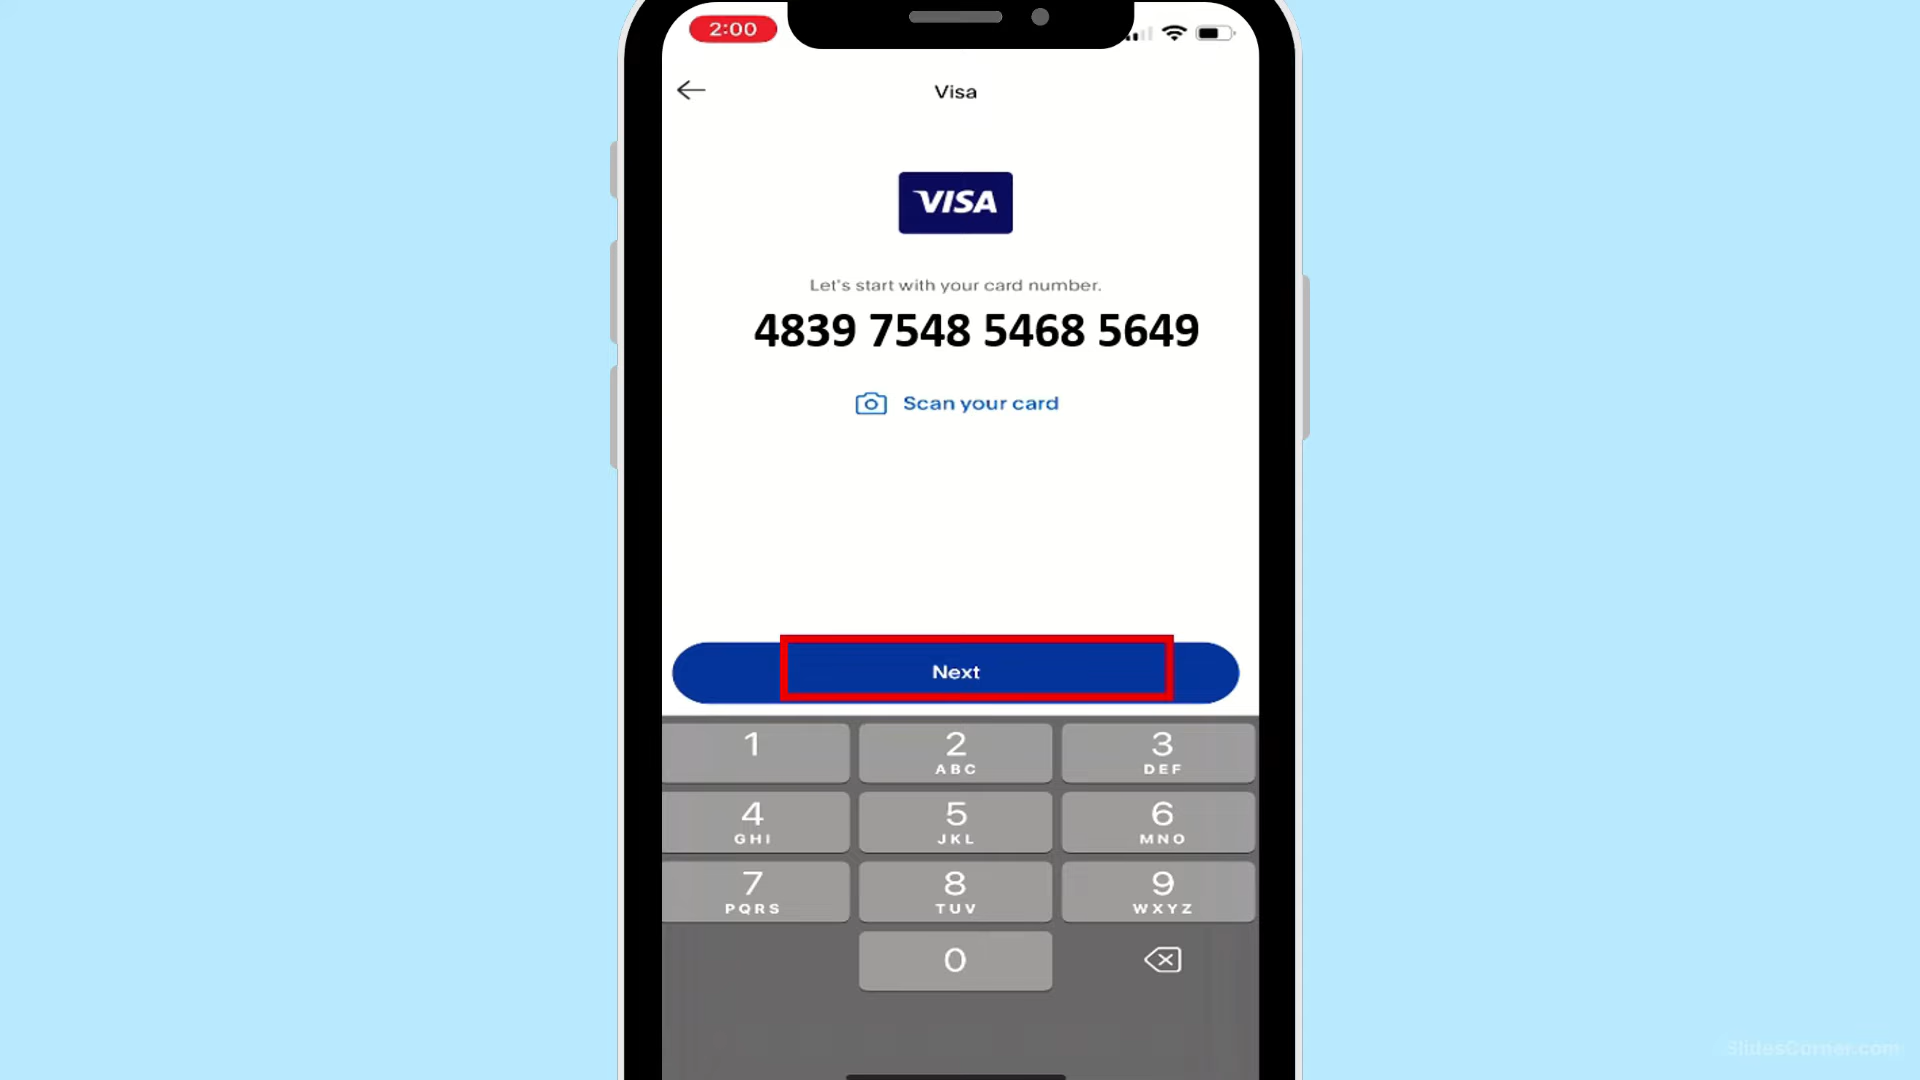 2:00
Visa
VISA
Let's start with your card number.
4839 7548 5468 5649
Scan your card
Next
1
2
ABC
3
DEF
4
GHI
5
JKL
6
MNO
7
PQRS
8
TUV
9
WXYZ
0
SlidesCorner.com